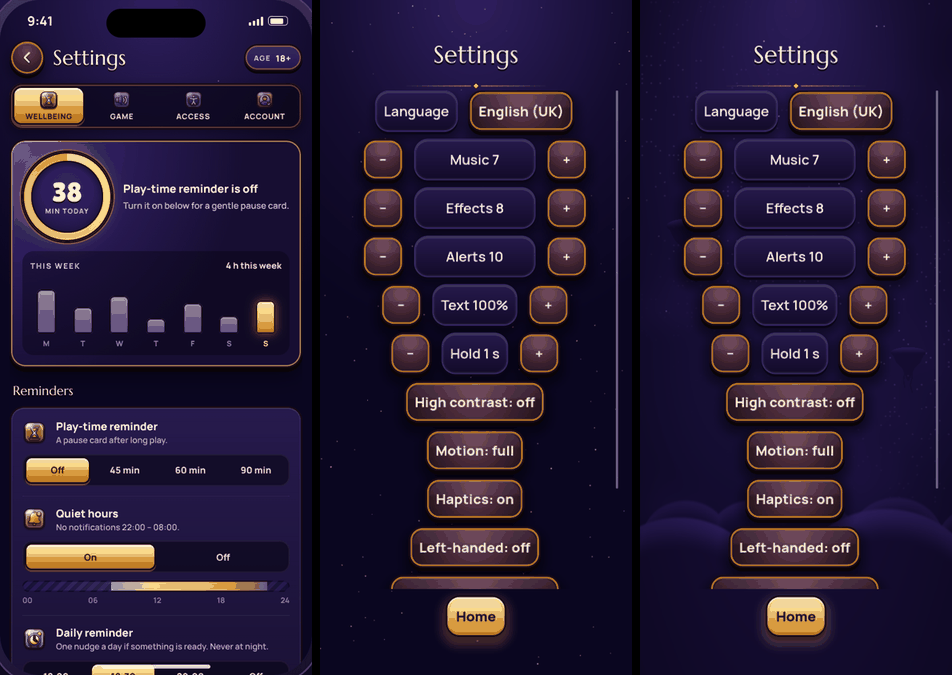 9:41
Settings
AGE 18+
WELLBEING GAME ACCESS ACCOUNT
38
MIN TODAY
Play-time reminder is off
Turn it on below for a gentle pause card.
THIS WEEK 4 h this week
M T W T F S S
Reminders
Play-time reminder
A pause card after long play.
Off 45 min 60 min 90 min
Quiet hours
No notifications 22:00 – 08:00.
On Off
00 06 12 18 24
Daily reminder
One nudge a day if something is ready. Never at night.
Settings
Language English (UK)
− Music 7 +
− Effects 8 +
− Alerts 10 +
− Text 100% +
− Hold 1 s +
High contrast: off
Motion: full
Haptics: on
Left-handed: off
Home
Settings
Language English (UK)
− Music 7 +
− Effects 8 +
− Alerts 10 +
− Text 100% +
− Hold 1 s +
High contrast: off
Motion: full
Haptics: on
Left-handed: off
Home